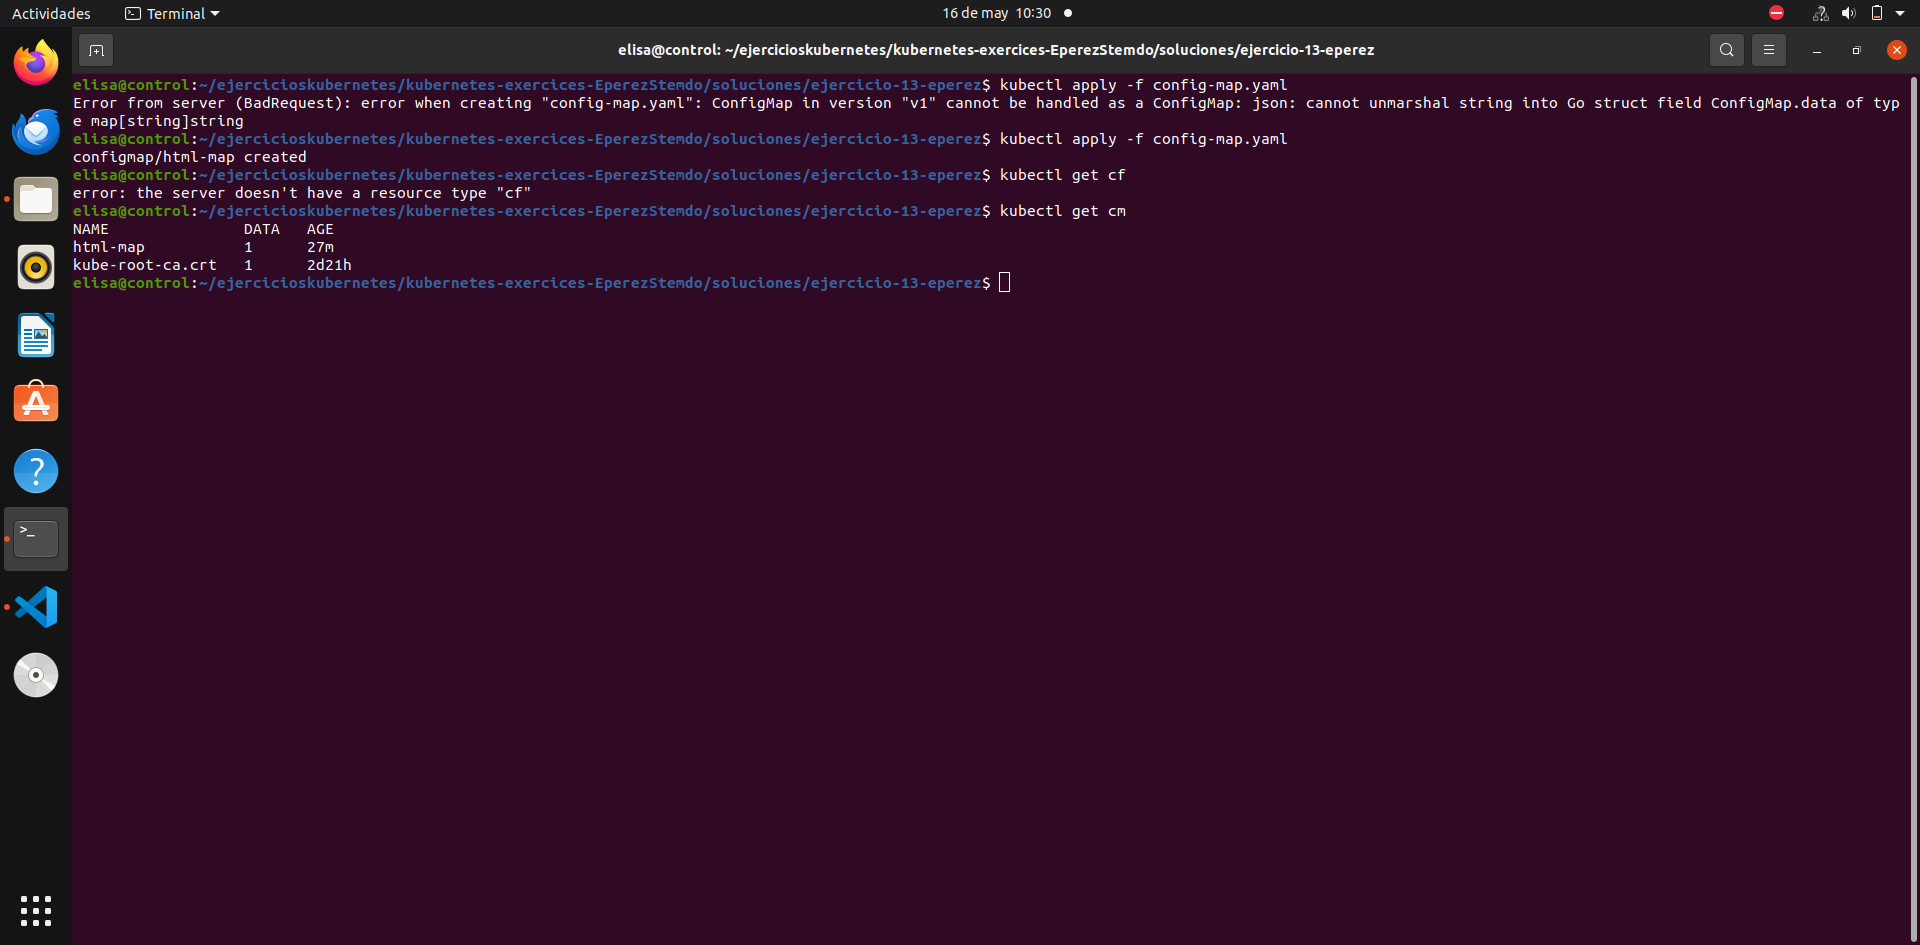 Actividades
Terminal
16 de may 10:30
elisa@control: ~/ejercicioskubernetes/kubernetes-exercices-EperezStemdo/soluciones/ejercicio-13-eperez
elisa@control:~/ejercicioskubernetes/kubernetes-exercices-EperezStemdo/soluciones/ejercicio-13-eperez$ kubectl apply -f config-map.yaml
Error from server (BadRequest): error when creating "config-map.yaml": ConfigMap in version "v1" cannot be handled as a ConfigMap: json: cannot unmarshal string into Go struct field ConfigMap.data of typ
e map[string]string
elisa@control:~/ejercicioskubernetes/kubernetes-exercices-EperezStemdo/soluciones/ejercicio-13-eperez$ kubectl apply -f config-map.yaml
configmap/html-map created
elisa@control:~/ejercicioskubernetes/kubernetes-exercices-EperezStemdo/soluciones/ejercicio-13-eperez$ kubectl get cf
error: the server doesn't have a resource type "cf"
elisa@control:~/ejercicioskubernetes/kubernetes-exercices-EperezStemdo/soluciones/ejercicio-13-eperez$ kubectl get cm
NAME DATA AGE
html-map 1 27m
kube-root-ca.crt 1 2d21h
elisa@control:~/ejercicioskubernetes/kubernetes-exercices-EperezStemdo/soluciones/ejercicio-13-eperez$